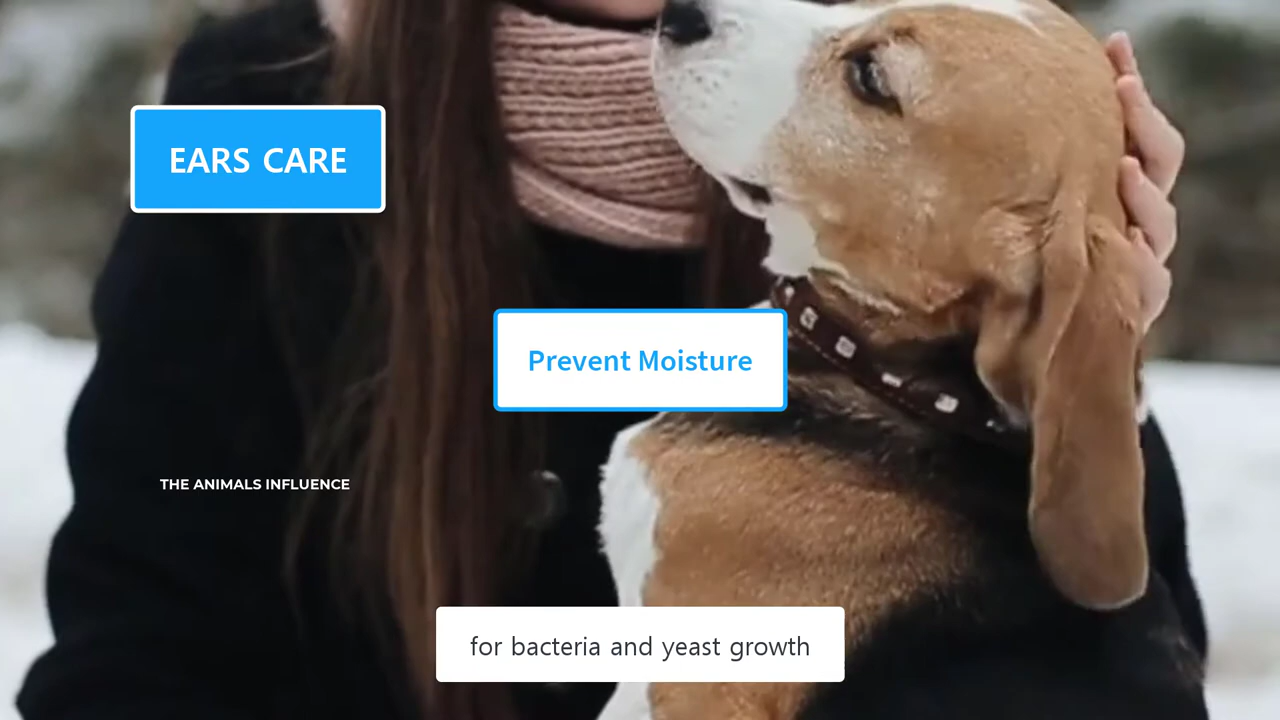 EARS CARE
Prevent Moisture
THE ANIMALS INFLUENCE
for bacteria and yeast growth